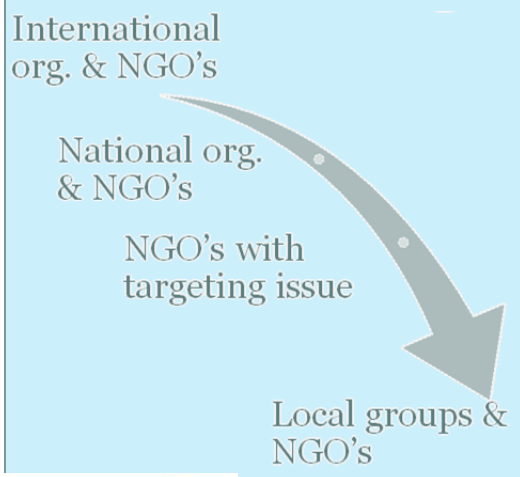 International
org. & NGO's
National org.
& NGO's
NGO's with
targeting issue
Local groups &
NGO's